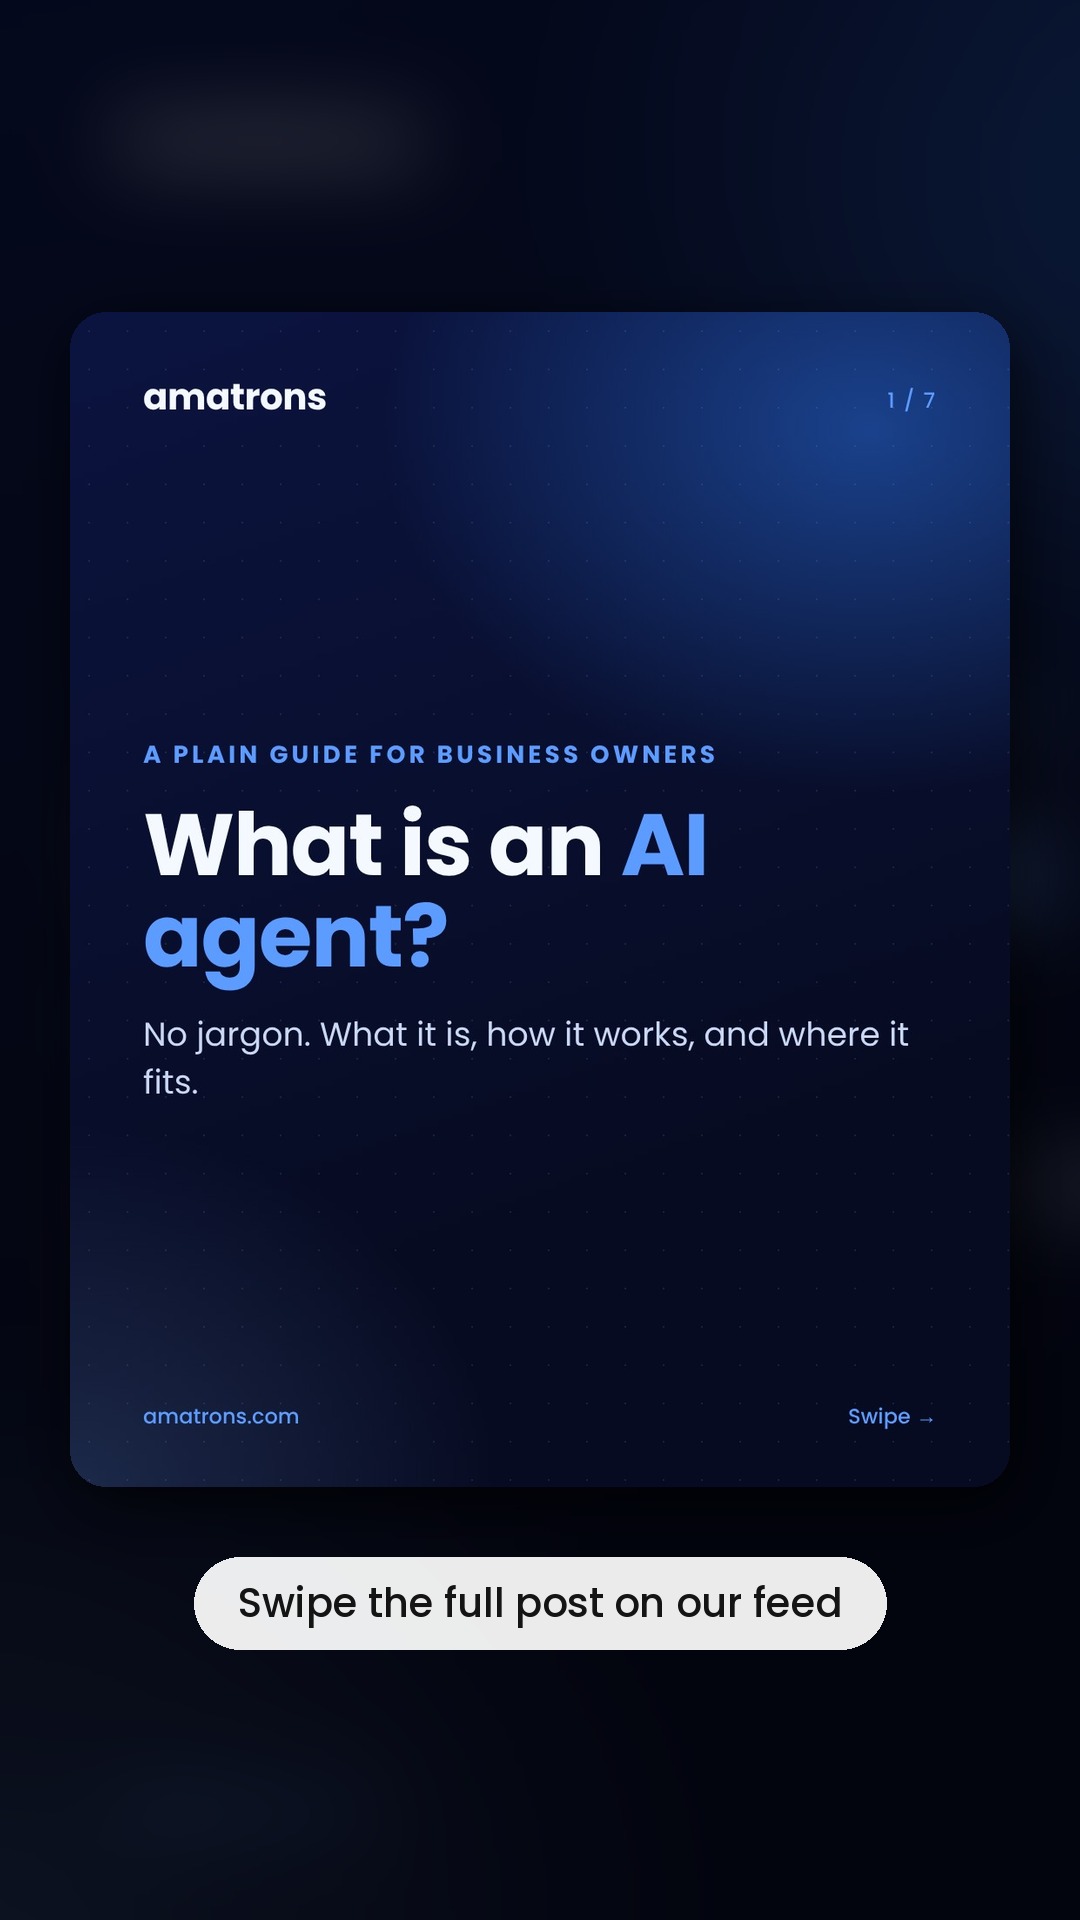 amatrons
1 / 7
A PLAIN GUIDE FOR BUSINESS OWNERS
What is an AI
agent?
No jargon. What it is, how it works, and where it
fits.
amatrons.com
Swipe →
Swipe the full post on our feed